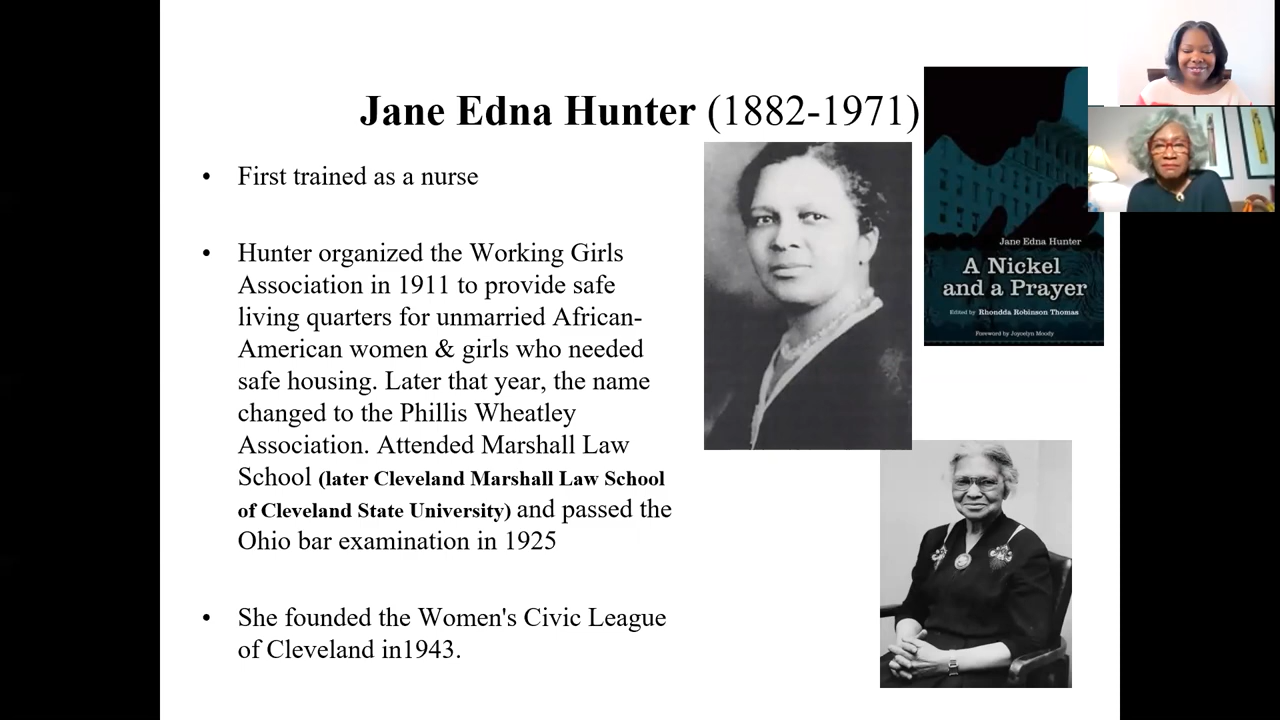 Jane Edna Hunter (1882-1971)
• First trained as a nurse
• Hunter organized the Working Girls
Association in 1911 to provide safe
living quarters for unmarried African-
American women & girls who needed
safe housing. Later that year, the name
changed to the Phillis Wheatley
Association. Attended Marshall Law
School (later Cleveland Marshall Law School
of Cleveland State University) and passed the
Ohio bar examination in 1925
• She founded the Women's Civic League
of Cleveland in1943.
Jane Edna Hunter
A Nickel
and a Prayer
Edited by Rhondda Robinson Thomas
Foreword by Joycelyn Moody